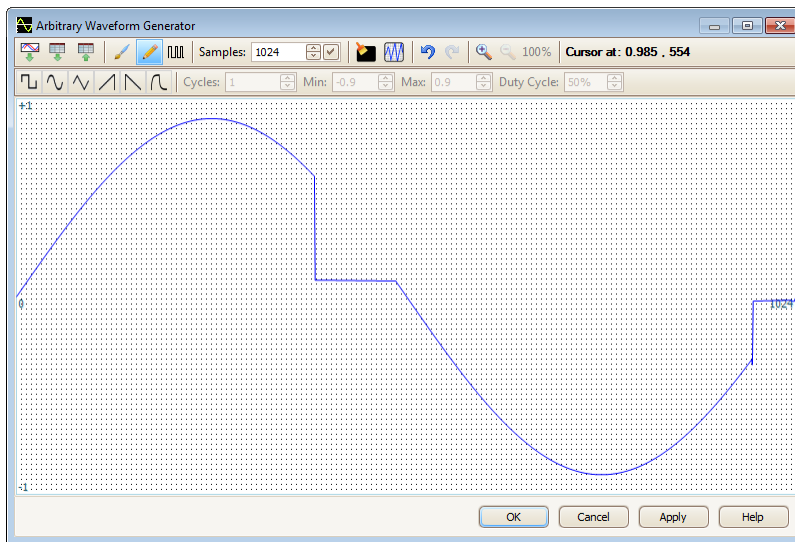 Arbitrary Waveform Generator
Samples: 1024 100% Cursor at: 0.985 , 554
Cycles: 1 Min: -0.9 Max: 0.9 Duty Cycle: 50%
+1
0 1024
-1
OK Cancel Apply Help